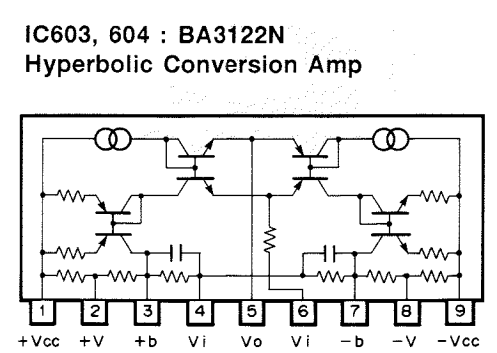 IC603, 604 : BA3122N
Hyperbolic Conversion Amp
1 2 3 4 5 6 7 8 9
+Vcc +V +b Vi Vo Vi -b -V -Vcc